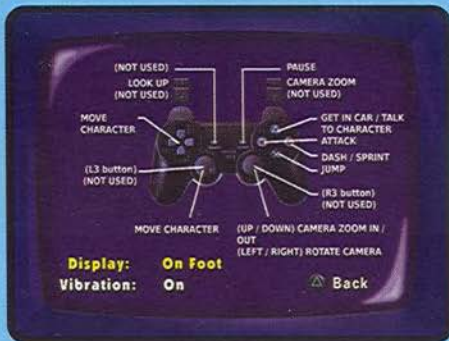 (NOT USED)
PAUSE
LOOK UP
(NOT USED)
CAMERA ZOOM
(NOT USED)
MOVE
CHARACTER
GET IN CAR / TALK
TO CHARACTER
ATTACK
DASH / SPRINT
JUMP
(L3 button)
(NOT USED)
(R3 button)
(NOT USED)
MOVE CHARACTER
(UP / DOWN) CAMERA ZOOM IN /
OUT
(LEFT / RIGHT) ROTATE CAMERA
Display: On Foot
Vibration: On
Back